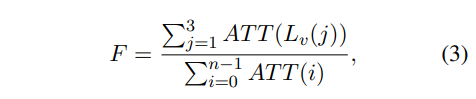 F = \frac{\sum_{j=1}^{3} ATT(L_v(j))}{\sum_{i=0}^{n-1} ATT(i)}, (3)